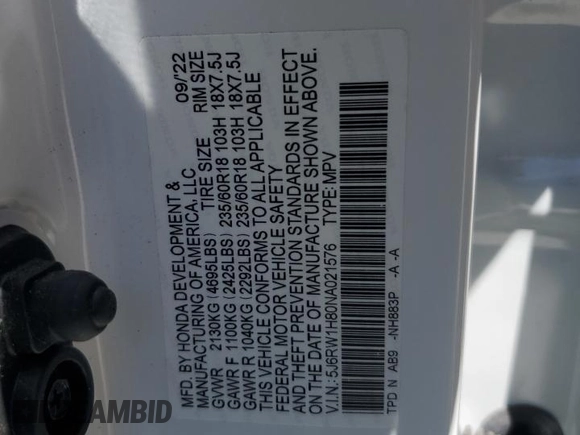 MFD. BY HONDA DEVELOPMENT & 09/'22
MANUFACTURING OF AMERICA, LLC
TIRE SIZE RIM SIZE
GVWR 2130KG (4695LBS)
GAWR F 1100KG (2425LBS) 235/60R18 103H 18X7.5J
GAWR R 1040KG (2292LBS) 235/60R18 103H 18X7.5J
THIS VEHICLE CONFORMS TO ALL APPLICABLE
FEDERAL MOTOR VEHICLE SAFETY
AND THEFT PREVENTION STANDARDS IN EFFECT
ON THE DATE OF MANUFACTURE SHOWN ABOVE.
V.I.N.: 5J6RW1H80NA021576 TYPE: MPV
TPD N AB9 -NH883P -A -A